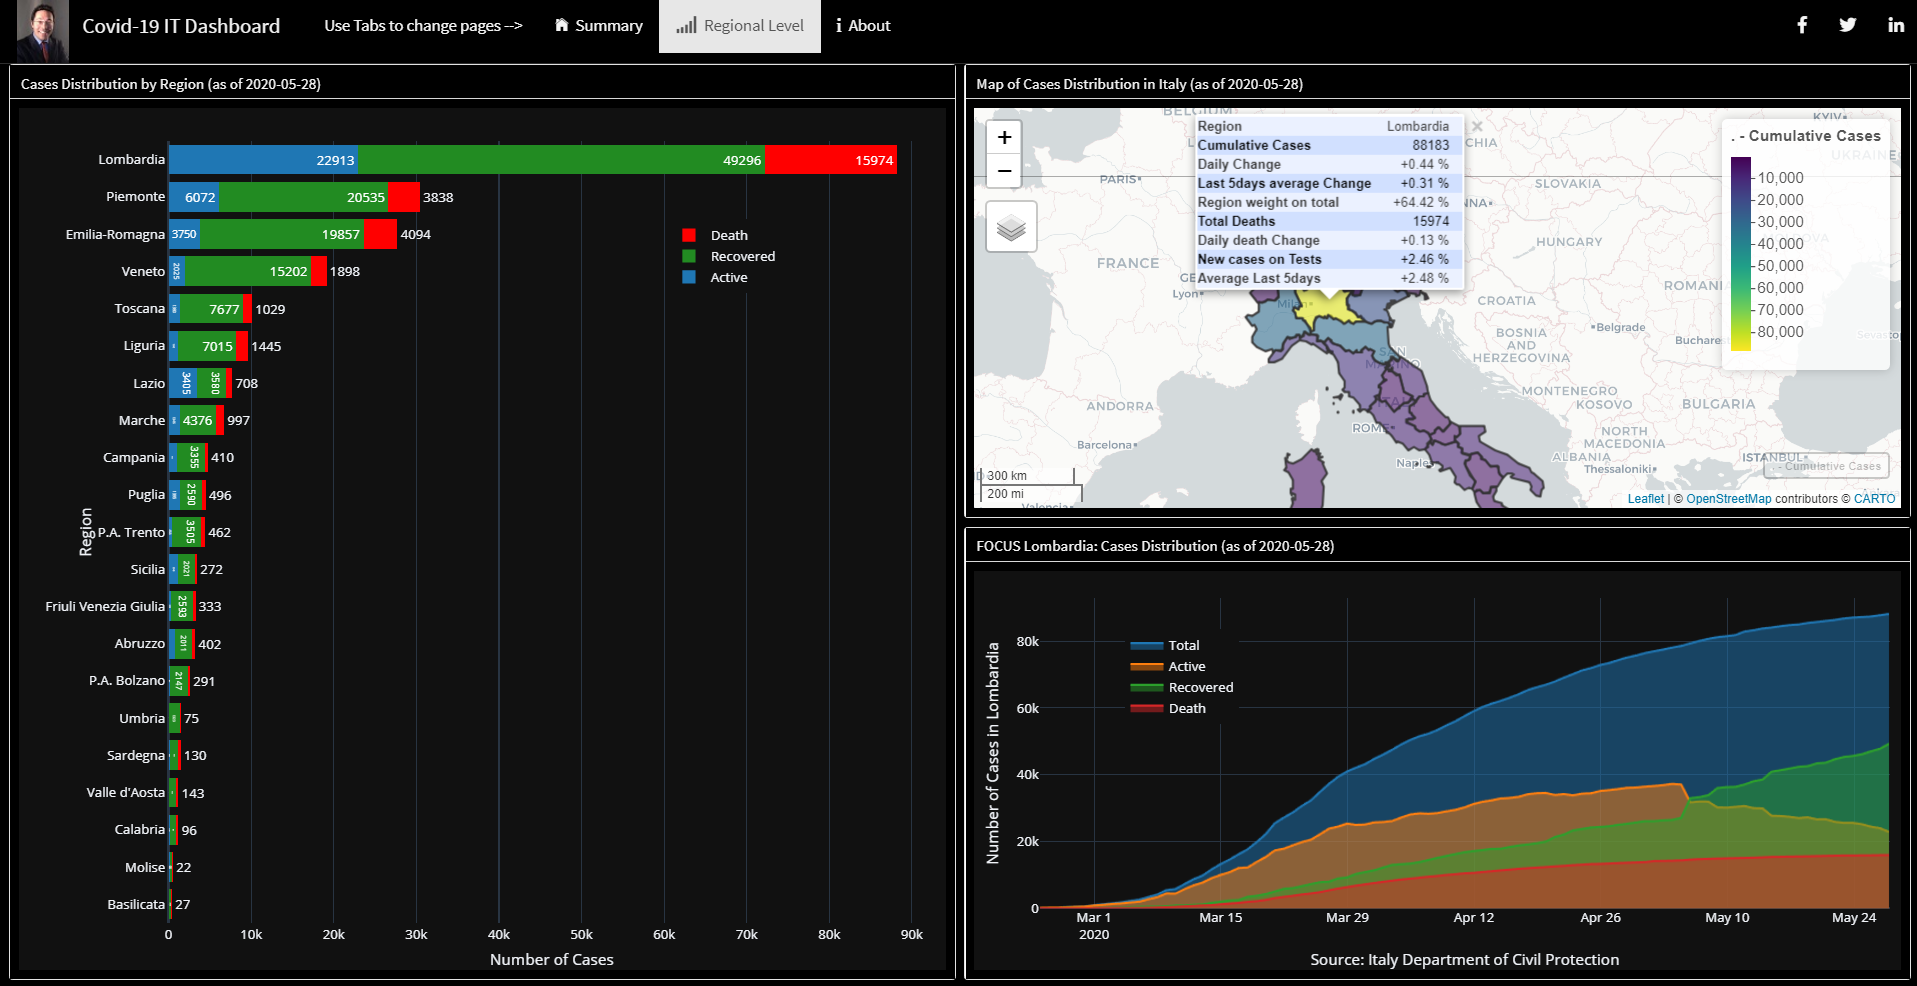 Covid-19 IT Dashboard
Use Tabs to change pages -->
Summary
Regional Level
About
Cases Distribution by Region (as of 2020-05-28)
Lombardia 22913 49296 15974
Piemonte 6072 20535 3838
Emilia-Romagna 3750 19857 4094
Veneto 2025 15202 1898
Toscana 7677 1029
Liguria 7015 1445
Lazio 3405 3580 708
Marche 4376 997
Campania 3355 410
Puglia 2590 496
P.A. Trento 3505 462
Sicilia 2021 272
Friuli Venezia Giulia 2593 333
Abruzzo 2011 402
P.A. Bolzano 2147 291
Umbria 75
Sardegna 130
Valle d'Aosta 143
Calabria 96
Molise 22
Basilicata 27
Region
Death
Recovered
Active
0 10k 20k 30k 40k 50k 60k 70k 80k 90k
Number of Cases
Map of Cases Distribution in Italy (as of 2020-05-28)
+
−
Region Lombardia
Cumulative Cases 88183
Daily Change +0.44 %
Last 5days average Change +0.31 %
Region weight on total +64.42 %
Total Deaths 15974
Daily death Change +0.13 %
New cases on Tests +2.46 %
Average Last 5days +2.48 %
×
. - Cumulative Cases
10,000
20,000
30,000
40,000
50,000
60,000
70,000
80,000
BELGIUM
KYIV
UKRAINE
PARIS
SLOVAKIA
HUNGARY
FRANCE
Lyon
Milan
CROATIA
ROMANI
BOSNIA
AND
HERZEGOVINA
Belgrade
Buchares
Sevasto
SAN
MARINO
MONTENEGRO
KOSOVO
BULGARIA
ANDORRA
Barcelona
ROME
ITAL
NORTH
MACEDONIA
ALBANIA
Thessaloniki
ISTANBUL
Naple
Valencia
. - Cumulative Cases
300 km
200 mi
Leaflet | © OpenStreetMap contributors © CARTO
FOCUS Lombardia: Cases Distribution (as of 2020-05-28)
Number of Cases in Lombardia
80k
60k
40k
20k
0
Total
Active
Recovered
Death
Mar 1 Mar 15 Mar 29 Apr 12 Apr 26 May 10 May 24
2020
Source: Italy Department of Civil Protection